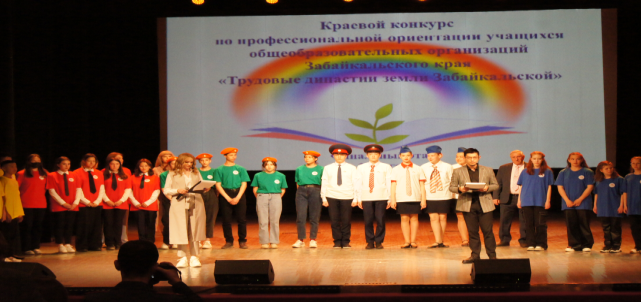 Краевой конкурс
по профессиональной ориентации учащихся
общеобразовательных организаций
Забайкальского края
«Трудовые династии земли Забайкальской»